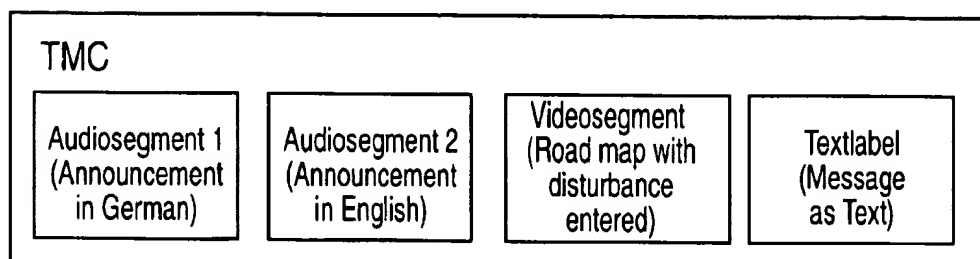 TMC
Audiosegment 1
(Announcement
in German)
Audiosegment 2
(Announcement
in English)
Videosegment
(Road map with
disturbance
entered)
Textlabel
(Message
as Text)